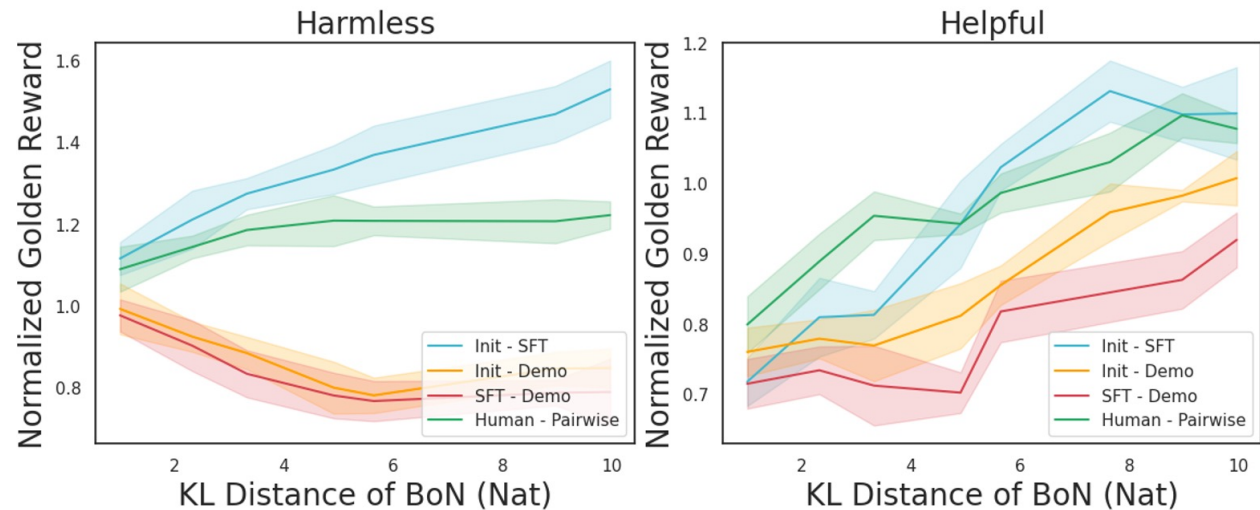 Harmless
Normalized Golden Reward
1.6
1.4
1.2
1.0
0.8
2
4
6
8
10
KL Distance of BoN (Nat)
Init - SFT
Init - Demo
SFT - Demo
Human - Pairwise
Helpful
Normalized Golden Reward
1.2
1.1
1.0
0.9
0.8
0.7
2
4
6
8
10
KL Distance of BoN (Nat)
Init - SFT
Init - Demo
SFT - Demo
Human - Pairwise